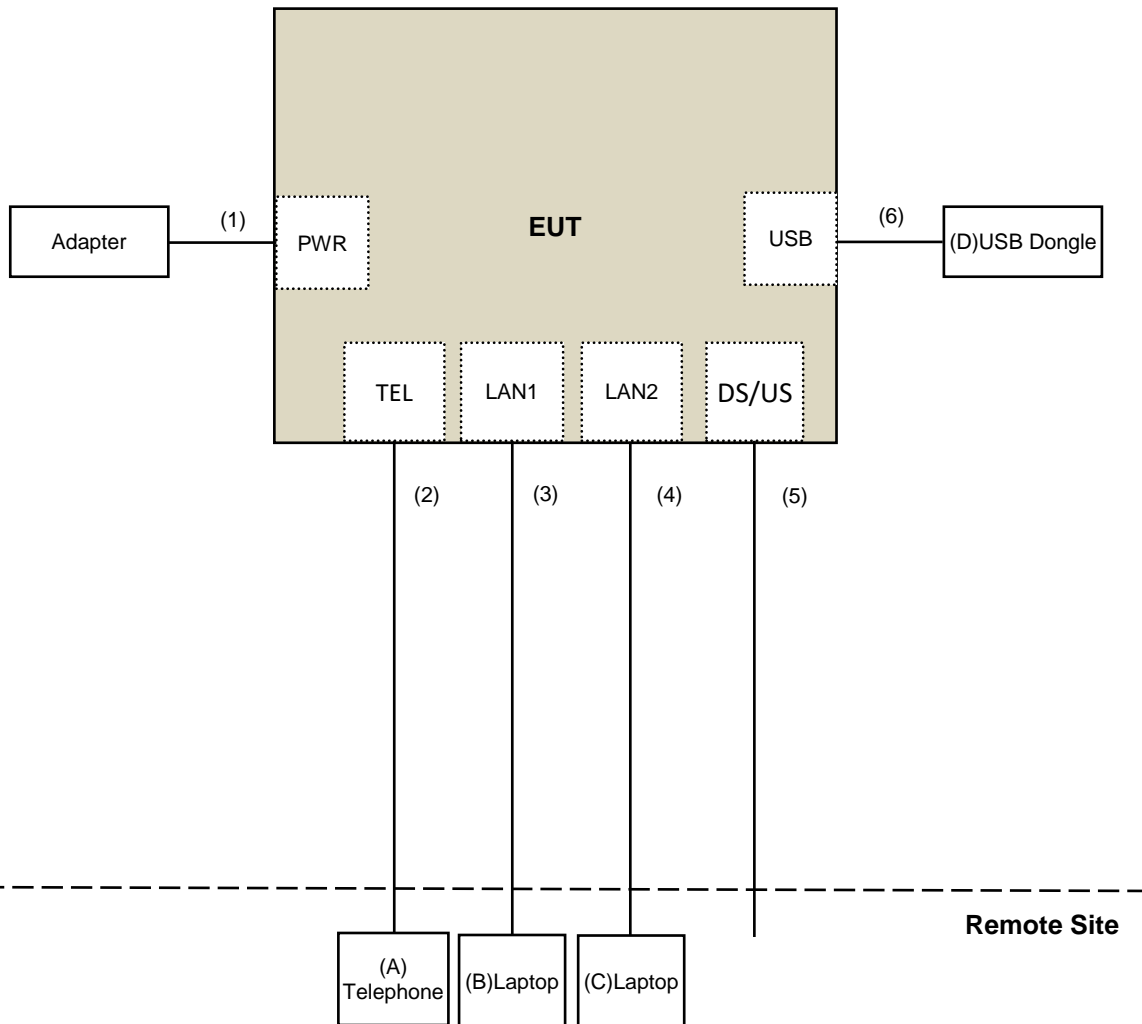 EUT
Adapter
(1)
PWR
USB
(6)
(D)USB Dongle
TEL
LAN1
LAN2
DS/US
(2)
(3)
(4)
(5)
Remote Site
(A)
Telephone
(B)Laptop
(C)Laptop